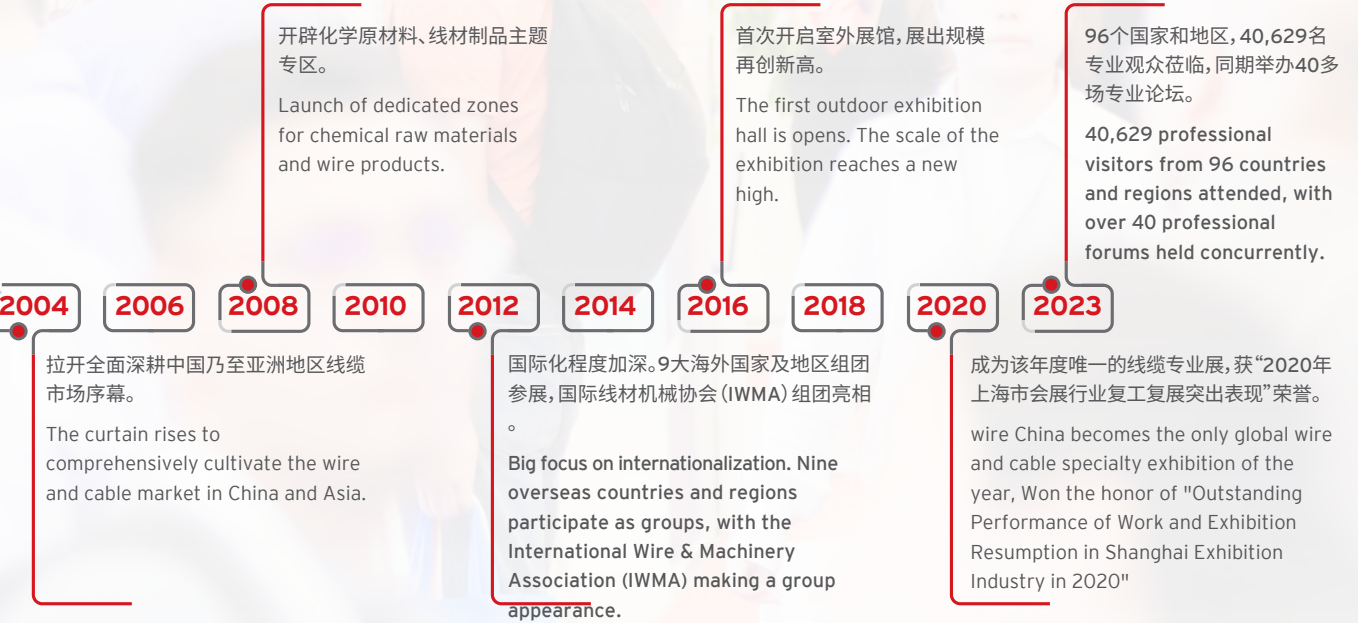 开辟化学原材料、线材制品主题
专区。
Launch of dedicated zones
for chemical raw materials
and wire products.
首次开启室外展馆,展出规模
再创新高。
The first outdoor exhibition
hall is opens. The scale of the
exhibition reaches a new
high.
96个国家和地区,40,629名
专业观众莅临,同期举办40多
场专业论坛。
40,629 professional
visitors from 96 countries
and regions attended, with
over 40 professional
forums held concurrently.
2004 2006 2008 2010 2012 2014 2016 2018 2020 2023
拉开全面深耕中国乃至亚洲地区线缆
市场序幕。
The curtain rises to
comprehensively cultivate the wire
and cable market in China and Asia.
国际化程度加深。9大海外国家及地区组团
参展,国际线材机械协会(IWMA)组团亮相
。
Big focus on internationalization. Nine
overseas countries and regions
participate as groups, with the
International Wire & Machinery
Association (IWMA) making a group
appearance.
成为该年度唯一的线缆专业展,获“2020年
上海市会展行业复工复展突出表现”荣誉。
wire China becomes the only global wire
and cable specialty exhibition of the
year, Won the honor of "Outstanding
Performance of Work and Exhibition
Resumption in Shanghai Exhibition
Industry in 2020"